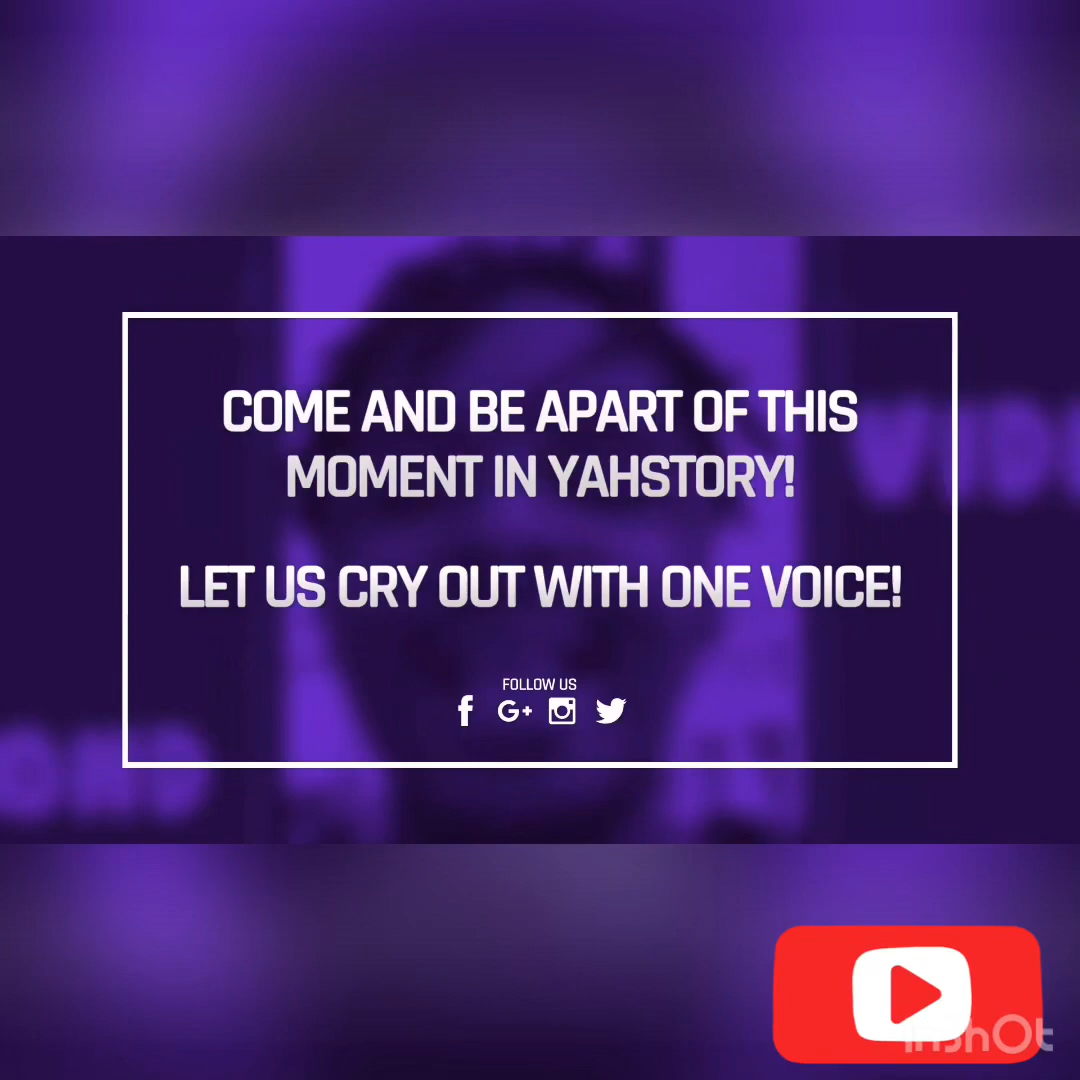 COME AND BE APART OF THIS
MOMENT IN YAHSTORY!
LET US CRY OUT WITH ONE VOICE!
FOLLOW US
InshOt